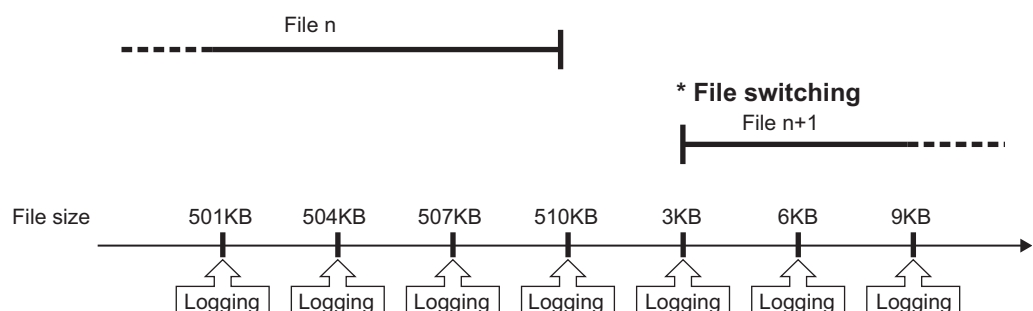 File n
* File switching
File n+1
File size 501KB 504KB 507KB 510KB 3KB 6KB 9KB
Logging Logging Logging Logging Logging Logging Logging